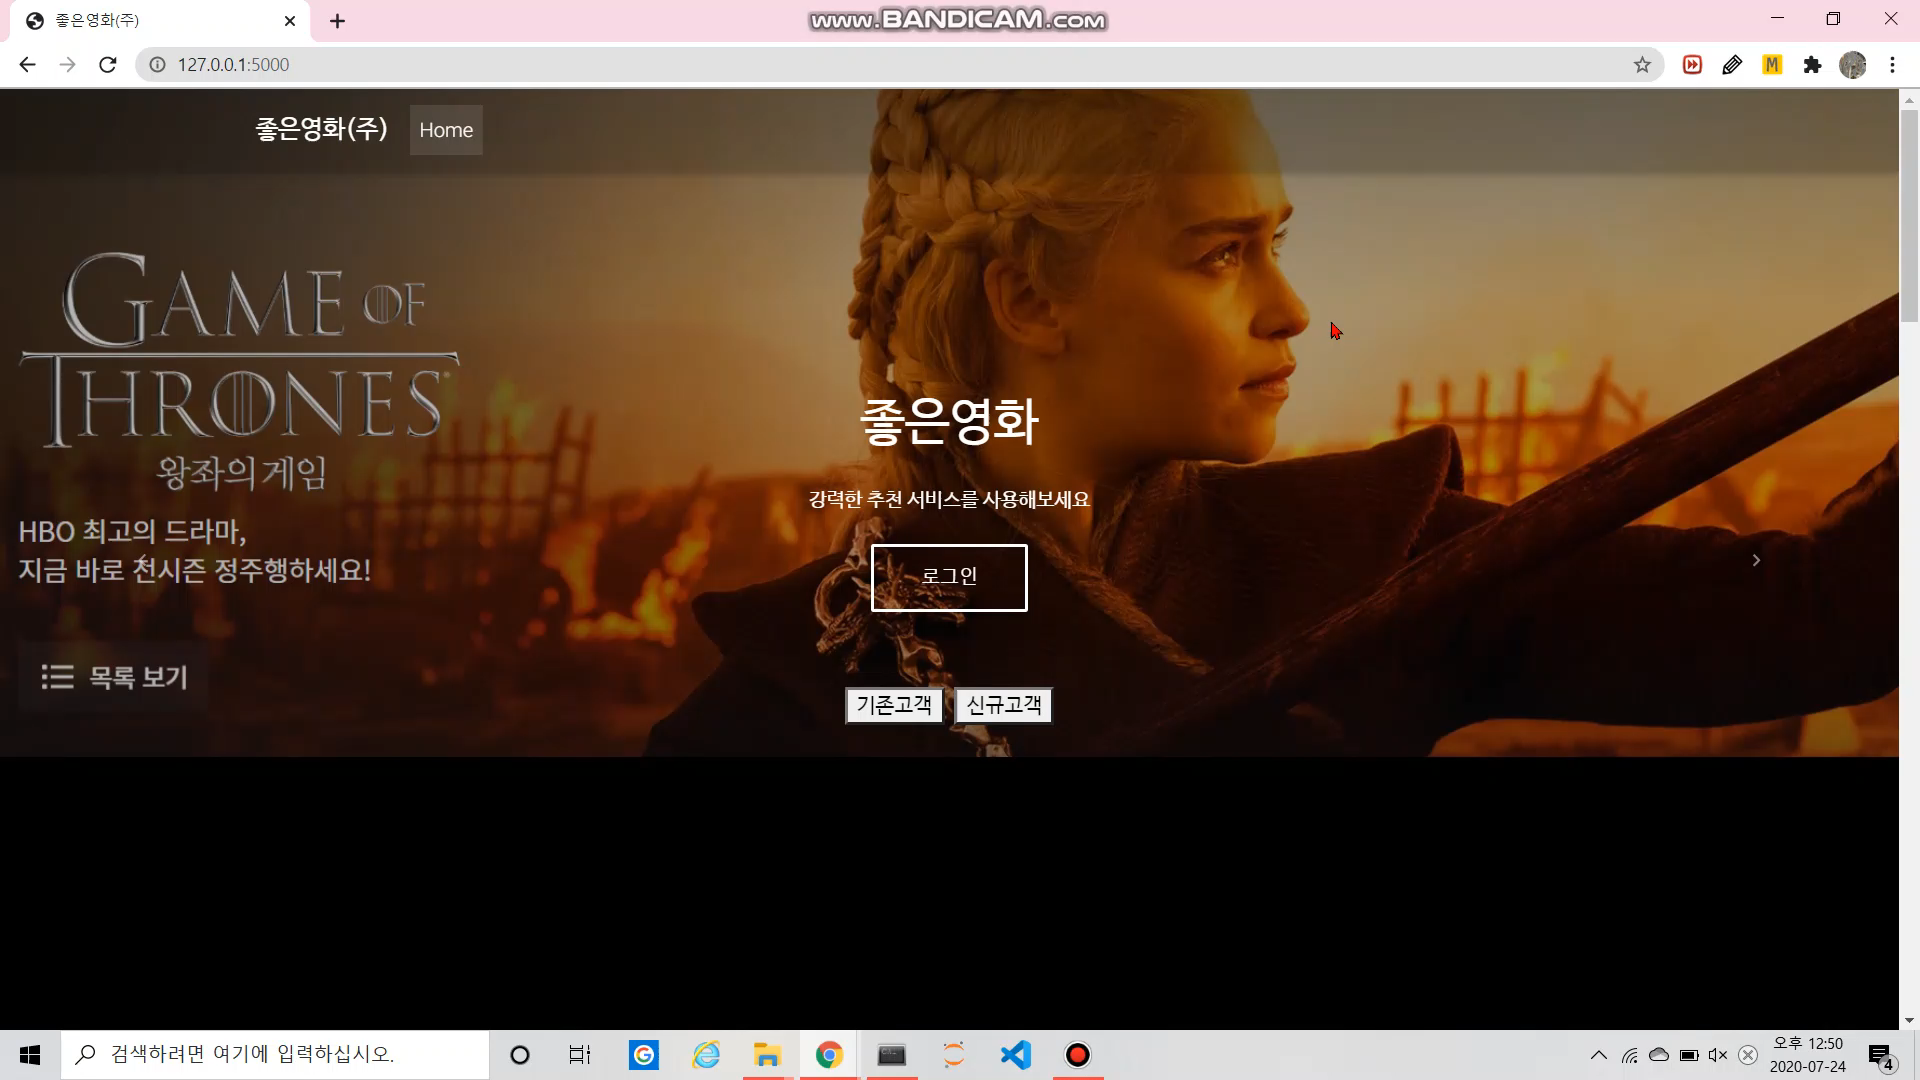 좋은영화(주)
www.BANDICAM.com
127.0.0.1:5000
M
좋은영화(주)
Home
GAME OF
THRONES
왕좌의 게임
HBO 최고의 드라마,
지금 바로 전시즌 정주행하세요!
목록 보기
좋은영화
강력한 추천 서비스를 사용해보세요
로그인
기존고객
신규고객
검색하려면 여기에 입력하십시오.
오후 12:50
2020-07-24
4